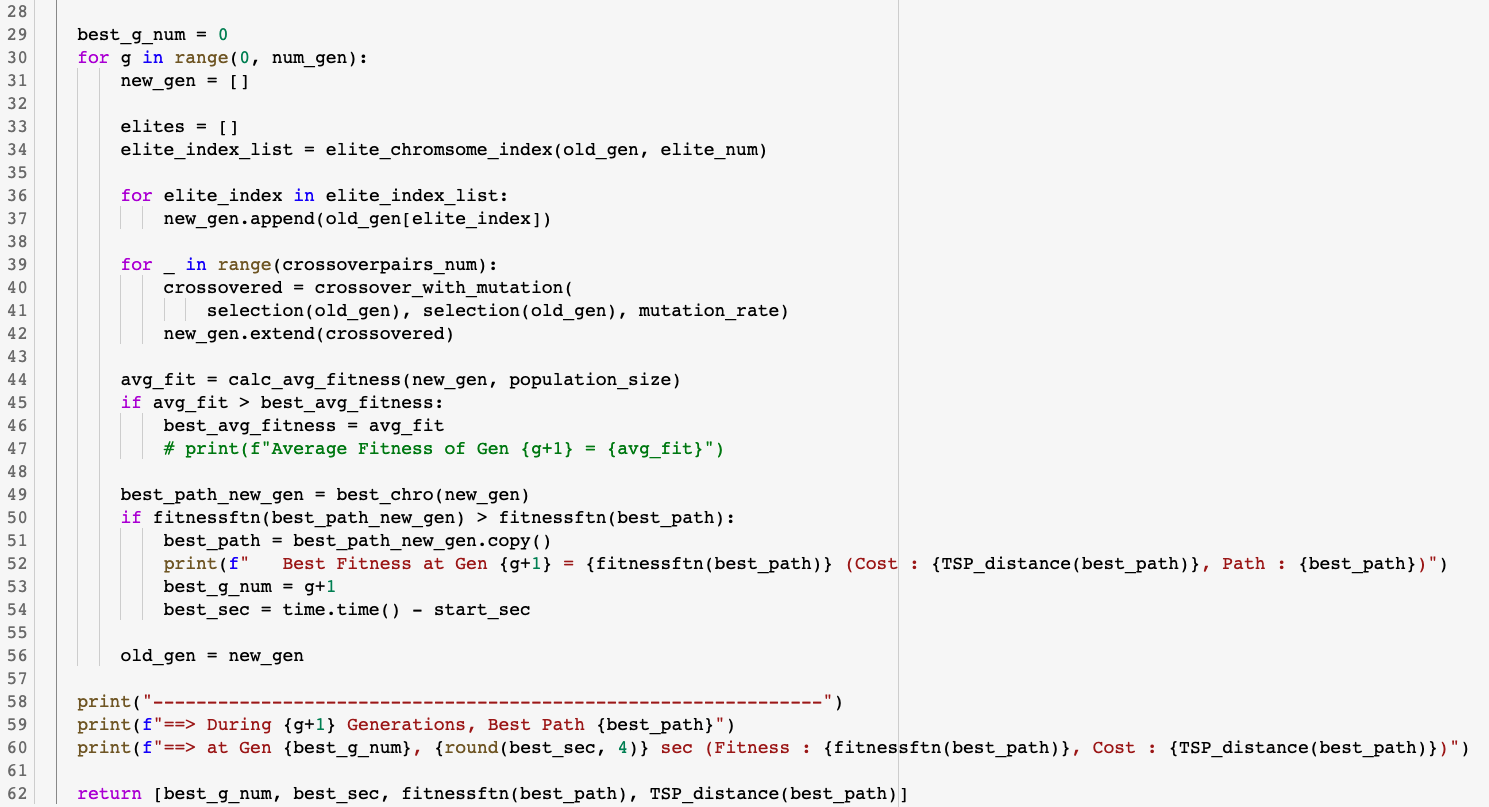 28
29 best_g_num = 0
30 for g in range(0, num_gen):
31     new_gen = []
32
33     elites = []
34     elite_index_list = elite_chromsome_index(old_gen, elite_num)
35
36     for elite_index in elite_index_list:
37         new_gen.append(old_gen[elite_index])
38
39     for _ in range(crossoverpairs_num):
40         crossovered = crossover_with_mutation(
41             selection(old_gen), selection(old_gen), mutation_rate)
42         new_gen.extend(crossovered)
43
44     avg_fit = calc_avg_fitness(new_gen, population_size)
45     if avg_fit > best_avg_fitness:
46         best_avg_fitness = avg_fit
47         # print(f"Average Fitness of Gen {g+1} = {avg_fit}")
48
49     best_path_new_gen = best_chro(new_gen)
50     if fitnessftn(best_path_new_gen) > fitnessftn(best_path):
51         best_path = best_path_new_gen.copy()
52         print(f"   Best Fitness at Gen {g+1} = {fitnessftn(best_path)} (Cost : {TSP_distance(best_path)}, Path : {best_path})")
53         best_g_num = g+1
54         best_sec = time.time() - start_sec
55
56     old_gen = new_gen
57
58 print("--------------------------------------------------------------")
59 print(f"==> During {g+1} Generations, Best Path {best_path}")
60 print(f"==> at Gen {best_g_num}, {round(best_sec, 4)} sec (Fitness : {fitnessftn(best_path)}, Cost : {TSP_distance(best_path)})")
61
62 return [best_g_num, best_sec, fitnessftn(best_path), TSP_distance(best_path)]